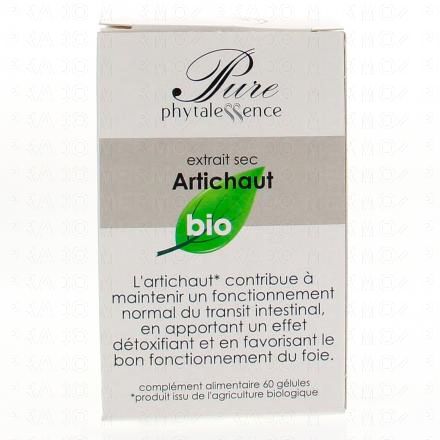 Pure
phytalessence
extrait sec
Artichaut
bio
L'artichaut* contribue à
maintenir un fonctionnement
normal du transit intestinal,
en apportant un effet
détoxifiant et en favorisant le
bon fonctionnement du foie.
complément alimentaire 60 gélules
*produit issu de l'agriculture biologique